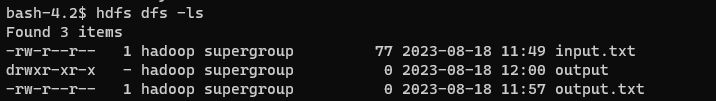 bash-4.2$ hdfs dfs -ls
Found 3 items
-rw-r--r--   1 hadoop supergroup         77 2023-08-18 11:49 input.txt
drwxr-xr-x   - hadoop supergroup          0 2023-08-18 12:00 output
-rw-r--r--   1 hadoop supergroup          0 2023-08-18 11:57 output.txt